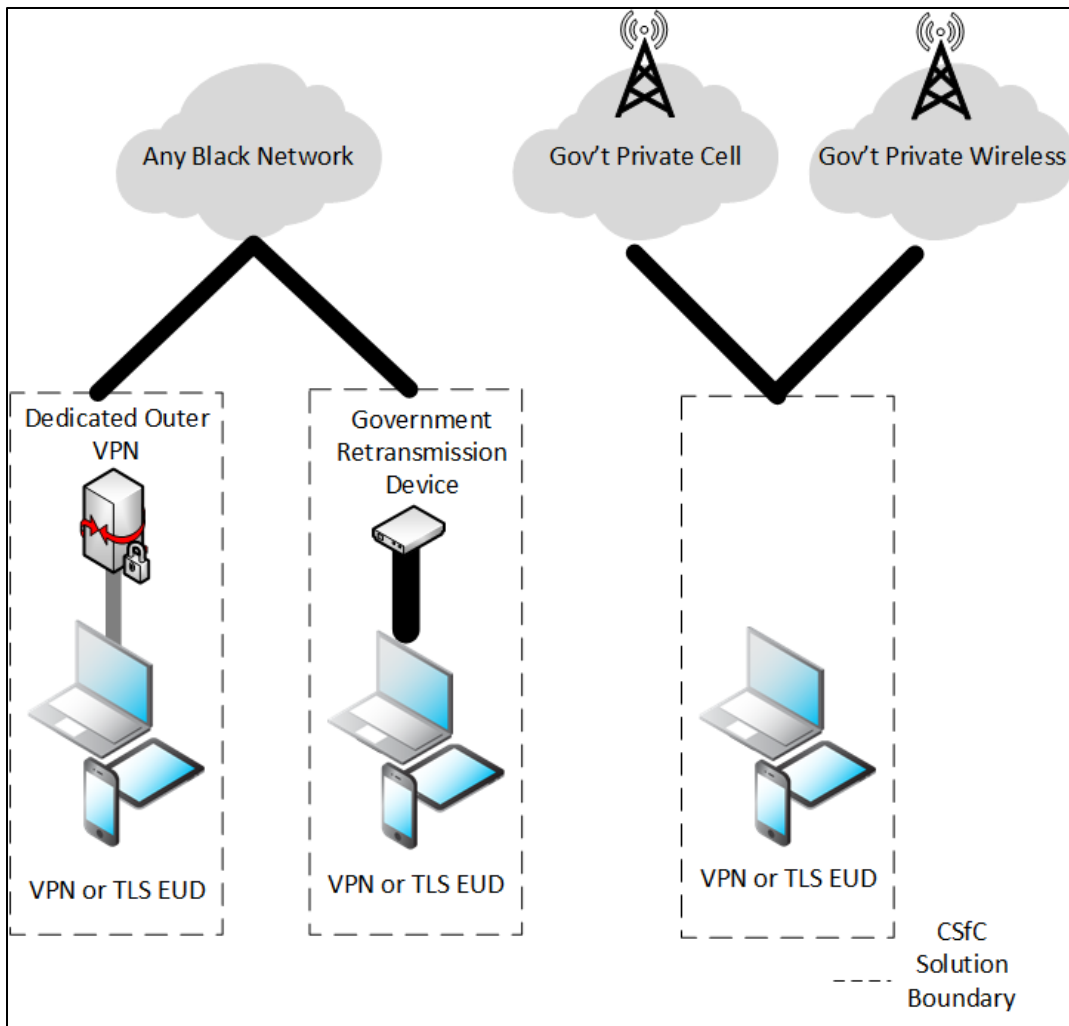 Any Black Network
Gov't Private Cell
Gov't Private Wireless
Dedicated Outer
VPN
Government
Retransmission
Device
VPN or TLS EUD
VPN or TLS EUD
VPN or TLS EUD
CSfC
Solution
Boundary